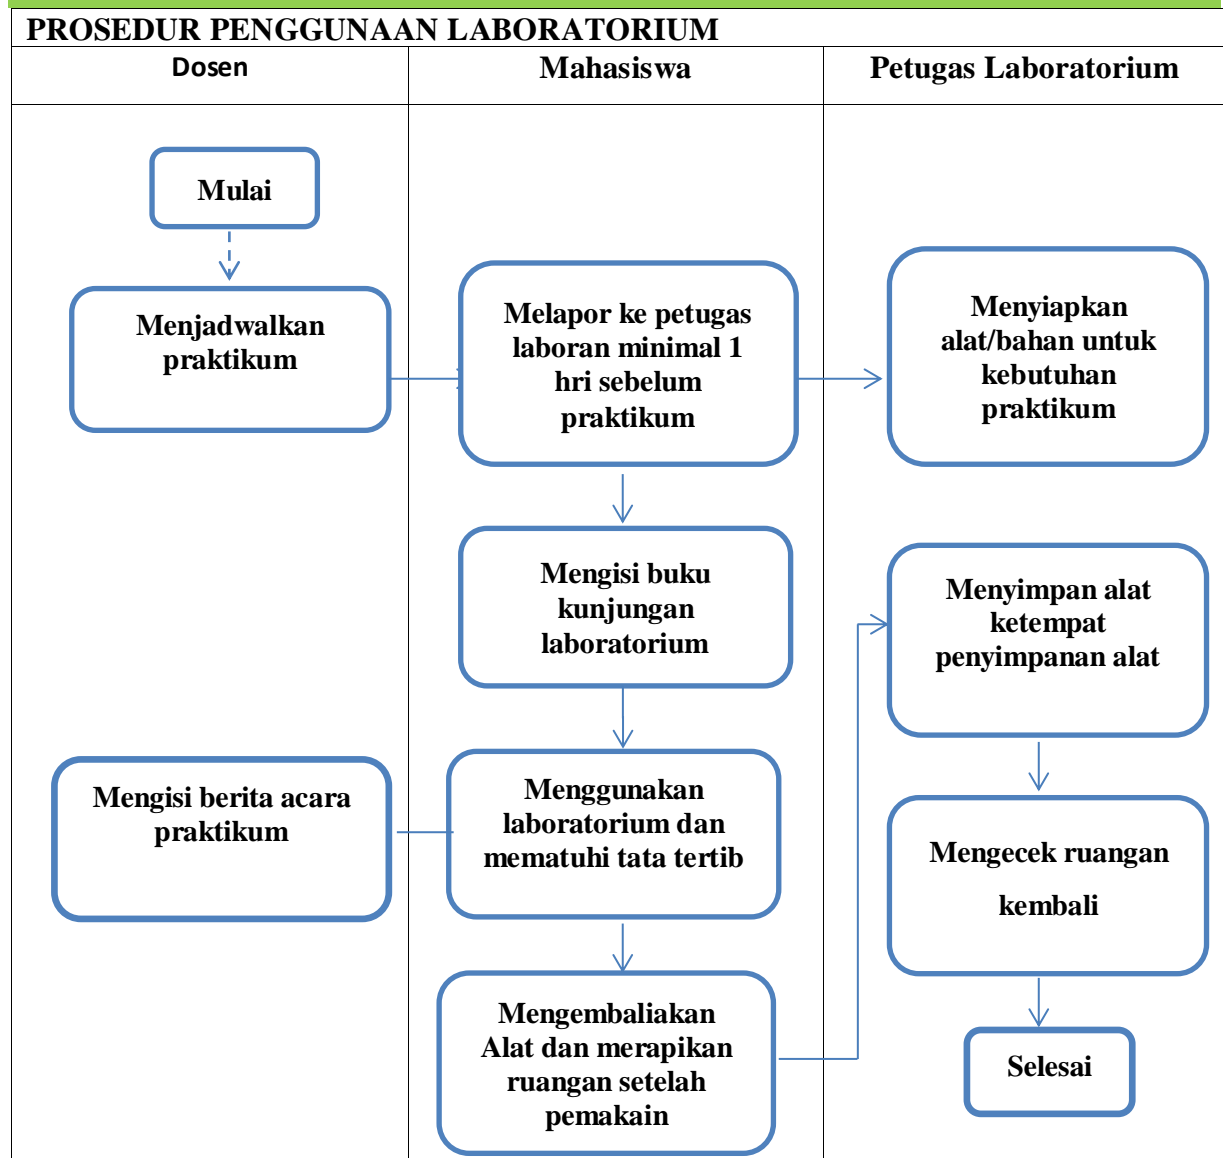 PROSEDUR PENGGUNAAN LABORATORIUM
Dosen
Mahasiswa
Petugas Laboratorium
Mulai
Menjadwalkan
praktikum
Melapor ke petugas
laboran minimal 1
hri sebelum
praktikum
Menyiapkan
alat/bahan untuk
kebutuhan
praktikum
Mengisi buku
kunjungan
laboratorium
Menyimpan alat
ketempat
penyimpanan alat
Mengisi berita acara
praktikum
Menggunakan
laboratorium dan
mematuhi tata tertib
Mengecek ruangan
kembali
Mengembaliakan
Alat dan merapikan
ruangan setelah
pemakain
Selesai